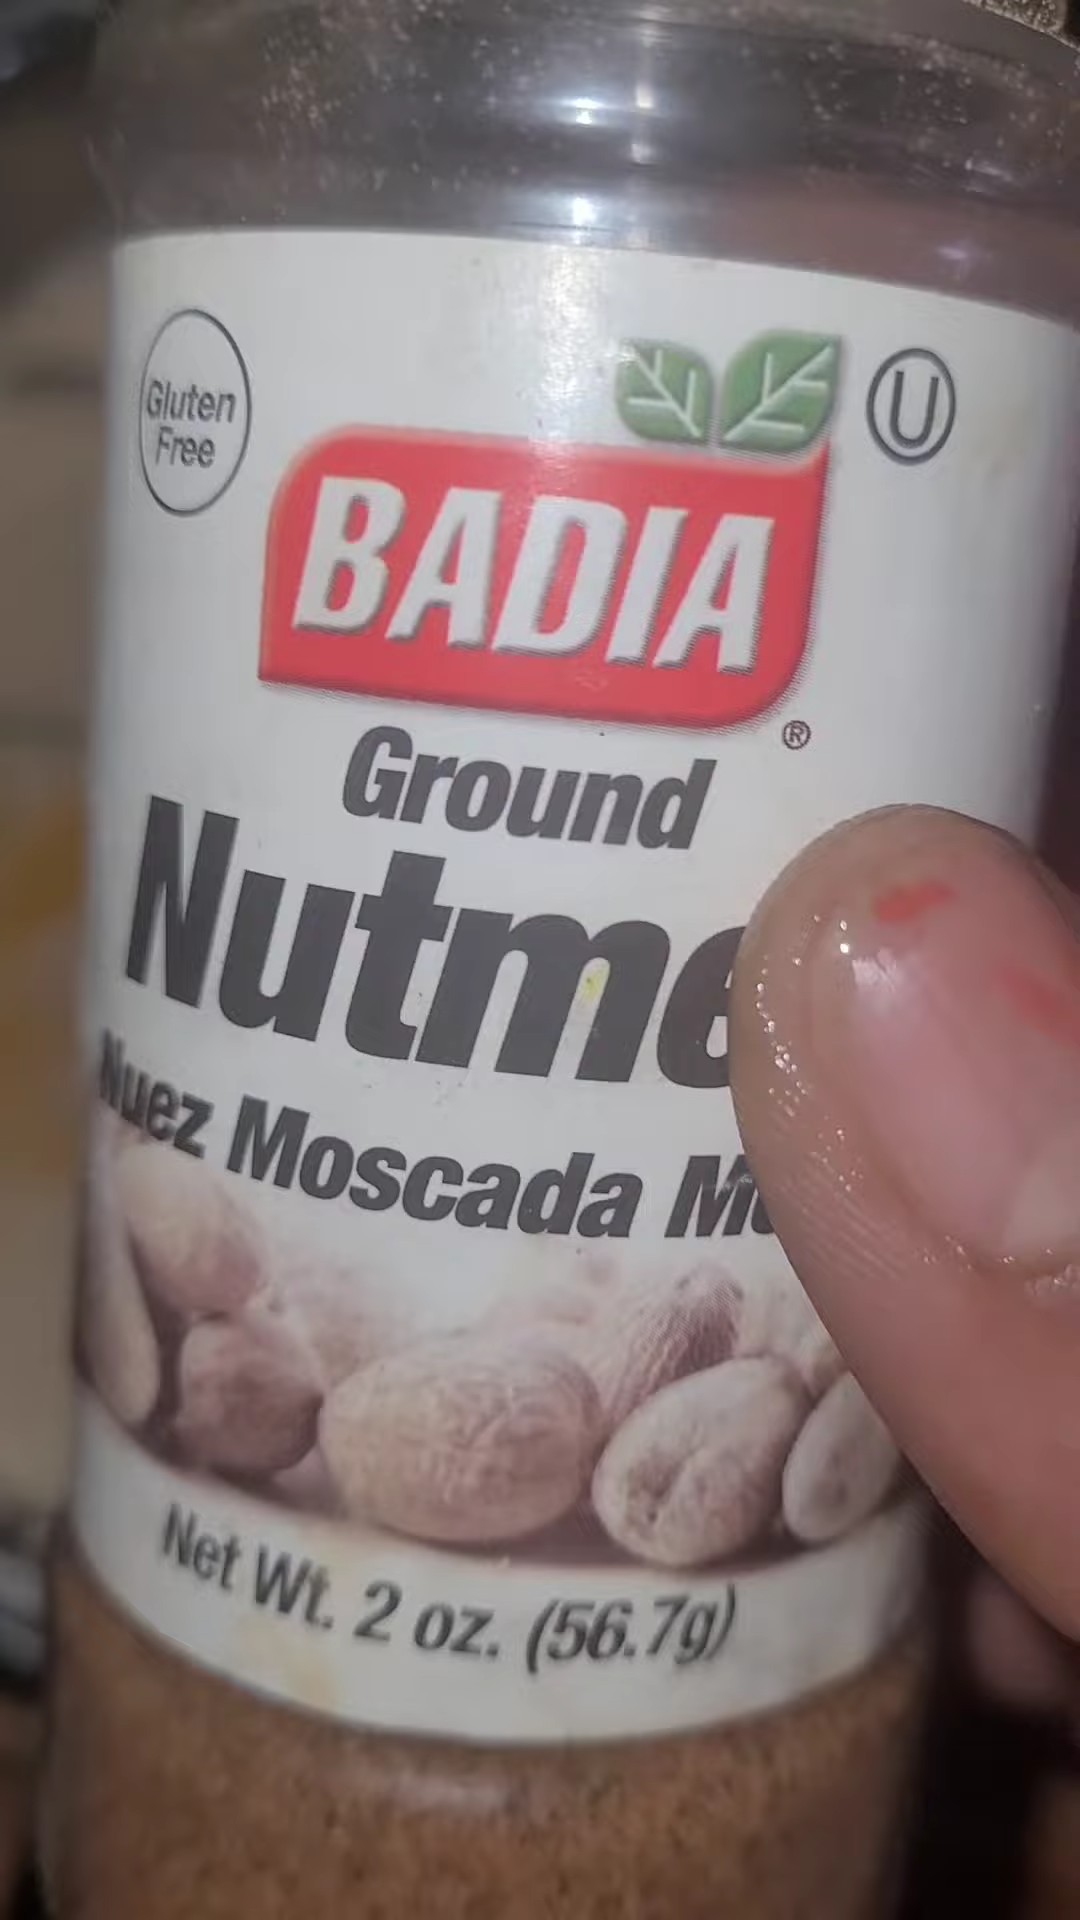 Gluten
Free
U
BADIA
®
Ground
Nutme
Nuez Moscada
Net Wt. 2 oz. (56.7g)